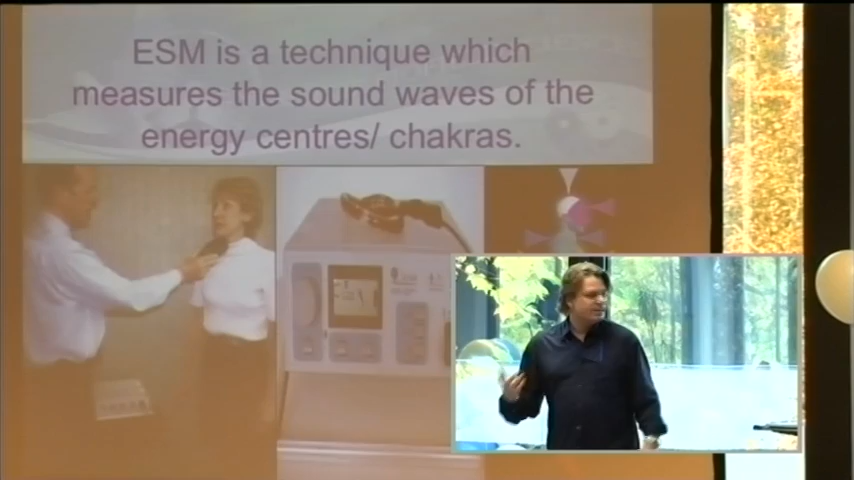 ESM is a technique which
measures the sound waves of the
energy centres/ chakras.